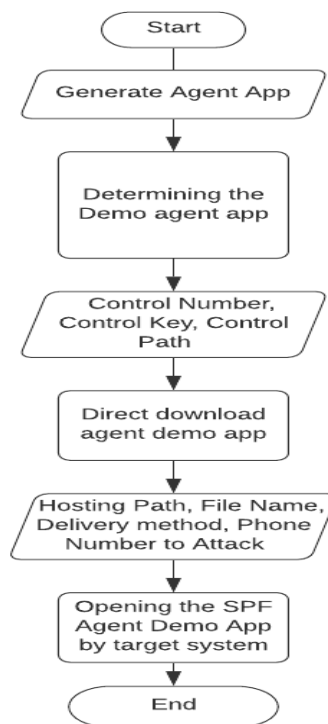 Start
Generate Agent App
Determining the
Demo agent app
Control Number,
Control Key, Control
Path
Direct download
agent demo app
Hosting Path, File Name,
Delivery method, Phone
Number to Attack
Opening the SPF
Agent Demo App
by target system
End